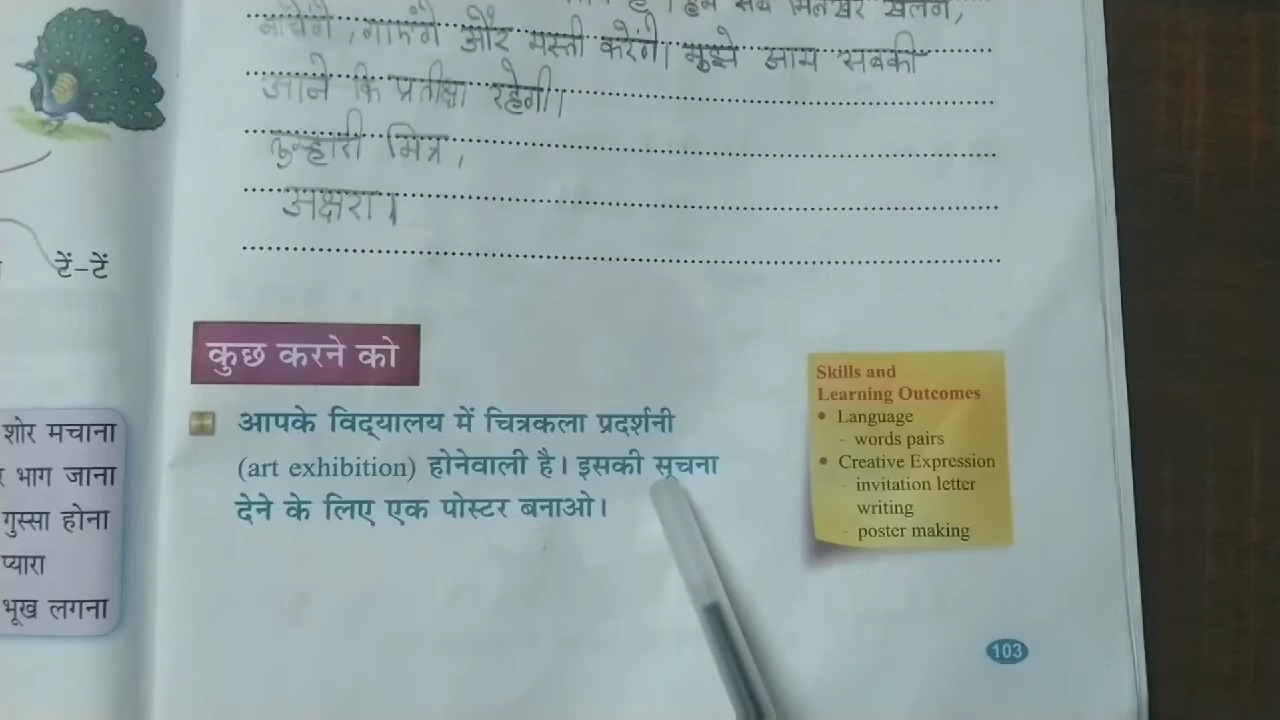 नाचेंगे, गाएंगे और मस्ती करेंगे। मुझे आप सबकी
आने कि प्रतीक्षा रहेगी।
तुम्हारी मित्र,
अक्षरा।
टें-टें
कुछ करने को
आपके विद्यालय में चित्रकला प्रदर्शनी
(art exhibition) होनेवाली है। इसकी सूचना
देने के लिए एक पोस्टर बनाओ।
Skills and
Learning Outcomes
• Language
- words pairs
• Creative Expression
- invitation letter
writing
- poster making
शोर मचाना
भाग जाना
गुस्सा होना
प्यारा
भूख लगना
103